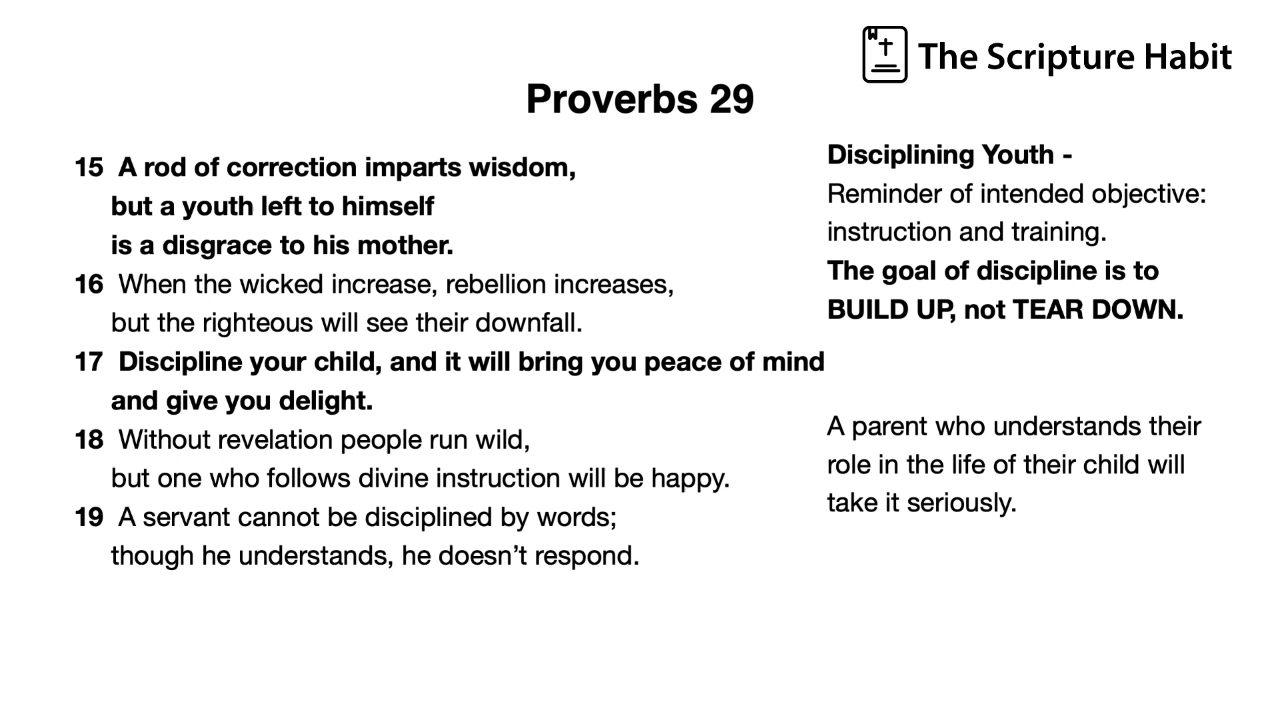 The Scripture Habit
Proverbs 29
15 A rod of correction imparts wisdom,
but a youth left to himself
is a disgrace to his mother.
16 When the wicked increase, rebellion increases,
but the righteous will see their downfall.
17 Discipline your child, and it will bring you peace of mind
and give you delight.
18 Without revelation people run wild,
but one who follows divine instruction will be happy.
19 A servant cannot be disciplined by words;
though he understands, he doesn’t respond.
Disciplining Youth -
Reminder of intended objective:
instruction and training.
The goal of discipline is to
BUILD UP, not TEAR DOWN.
A parent who understands their
role in the life of their child will
take it seriously.